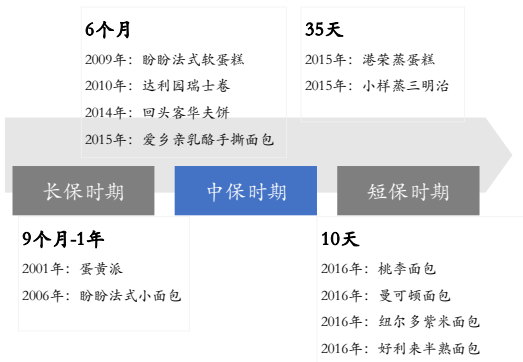 6个月
2009年：盼盼法式软蛋糕
2010年：达利园瑞士卷
2014年：回头客华夫饼
2015年：爱乡亲乳酪手撕面包
35天
2015年：港荣蒸蛋糕
2015年：小样蒸三明治
长保时期
中保时期
短保时期
9个月-1年
2001年：蛋黄派
2006年：盼盼法式小面包
10天
2016年：桃李面包
2016年：曼可顿面包
2016年：纽尔多紫米面包
2016年：好利来半熟面包